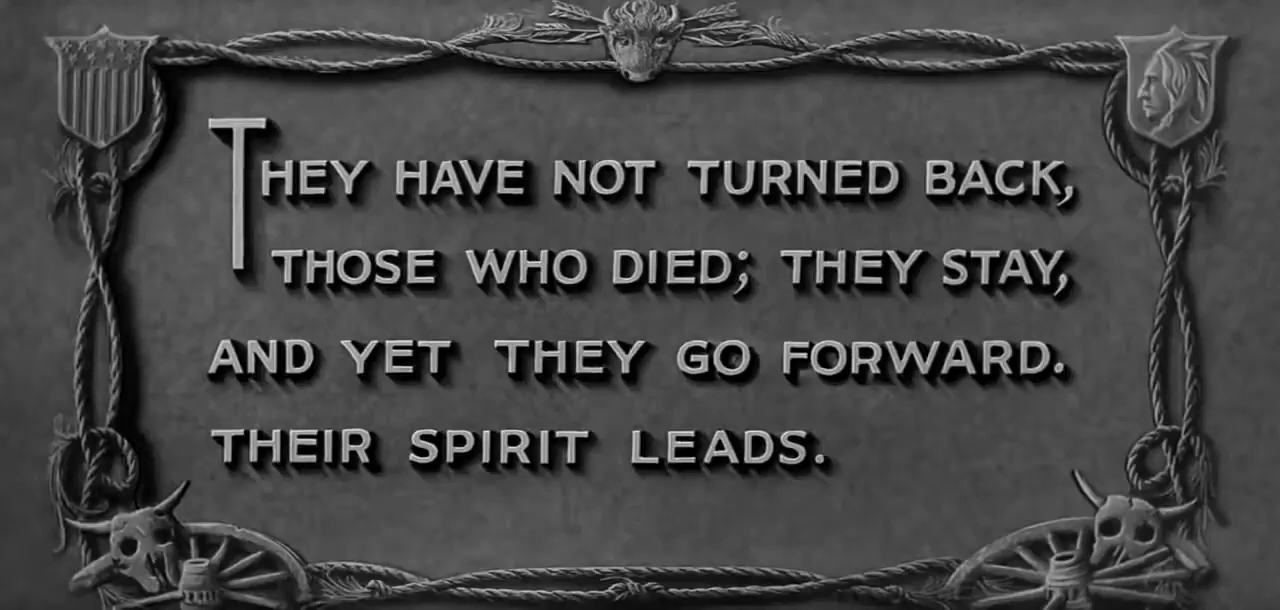 THEY HAVE NOT TURNED BACK,
THOSE WHO DIED; THEY STAY,
AND YET THEY GO FORWARD.
THEIR SPIRIT LEADS.